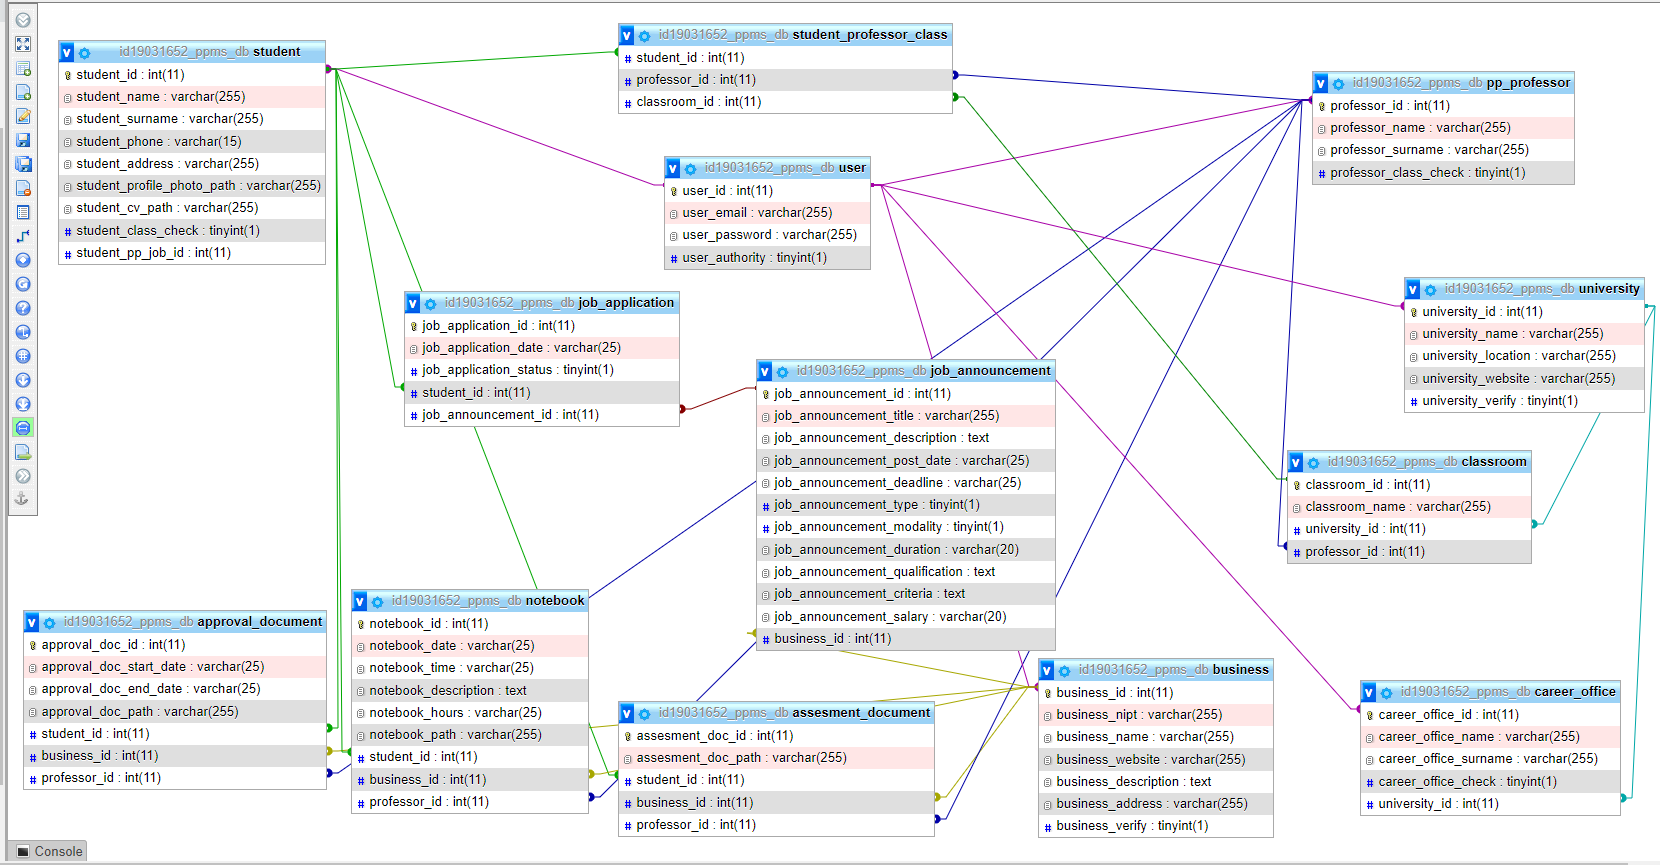 id19031652_ppms_db student
student_id : int(11)
student_name : varchar(255)
student_surname : varchar(255)
student_phone : varchar(15)
student_address : varchar(255)
student_profile_photo_path : varchar(255)
student_cv_path : varchar(255)
student_class_check : tinyint(1)
student_pp_job_id : int(11)
id19031652_ppms_db student_professor_class
student_id : int(11)
professor_id : int(11)
classroom_id : int(11)
id19031652_ppms_db pp_professor
professor_id : int(11)
professor_name : varchar(255)
professor_surname : varchar(255)
professor_class_check : tinyint(1)
id19031652_ppms_db user
user_id : int(11)
user_email : varchar(255)
user_password : varchar(255)
user_authority : tinyint(1)
id19031652_ppms_db university
university_id : int(11)
university_name : varchar(255)
university_location : varchar(255)
university_website : varchar(255)
university_verify : tinyint(1)
id19031652_ppms_db job_application
job_application_id : int(11)
job_application_date : varchar(25)
job_application_status : tinyint(1)
student_id : int(11)
job_announcement_id : int(11)
id19031652_ppms_db job_announcement
job_announcement_id : int(11)
job_announcement_title : varchar(255)
job_announcement_description : text
job_announcement_post_date : varchar(25)
job_announcement_deadline : varchar(25)
job_announcement_type : tinyint(1)
job_announcement_modality : tinyint(1)
job_announcement_duration : varchar(20)
job_announcement_qualification : text
job_announcement_criteria : text
job_announcement_salary : varchar(20)
business_id : int(11)
id19031652_ppms_db classroom
classroom_id : int(11)
classroom_name : varchar(255)
university_id : int(11)
professor_id : int(11)
id19031652_ppms_db approval_document
approval_doc_id : int(11)
approval_doc_start_date : varchar(25)
approval_doc_end_date : varchar(25)
approval_doc_path : varchar(255)
student_id : int(11)
business_id : int(11)
professor_id : int(11)
id19031652_ppms_db notebook
notebook_id : int(11)
notebook_date : varchar(25)
notebook_time : varchar(25)
notebook_description : text
notebook_hours : varchar(25)
notebook_path : varchar(255)
student_id : int(11)
business_id : int(11)
professor_id : int(11)
id19031652_ppms_db assesment_document
assesment_doc_id : int(11)
assesment_doc_path : varchar(255)
student_id : int(11)
business_id : int(11)
professor_id : int(11)
id19031652_ppms_db business
business_id : int(11)
business_nipt : varchar(255)
business_name : varchar(255)
business_website : varchar(255)
business_description : text
business_address : varchar(255)
business_verify : tinyint(1)
id19031652_ppms_db career_office
career_office_id : int(11)
career_office_name : varchar(255)
career_office_surname : varchar(255)
career_office_check : tinyint(1)
university_id : int(11)
Console